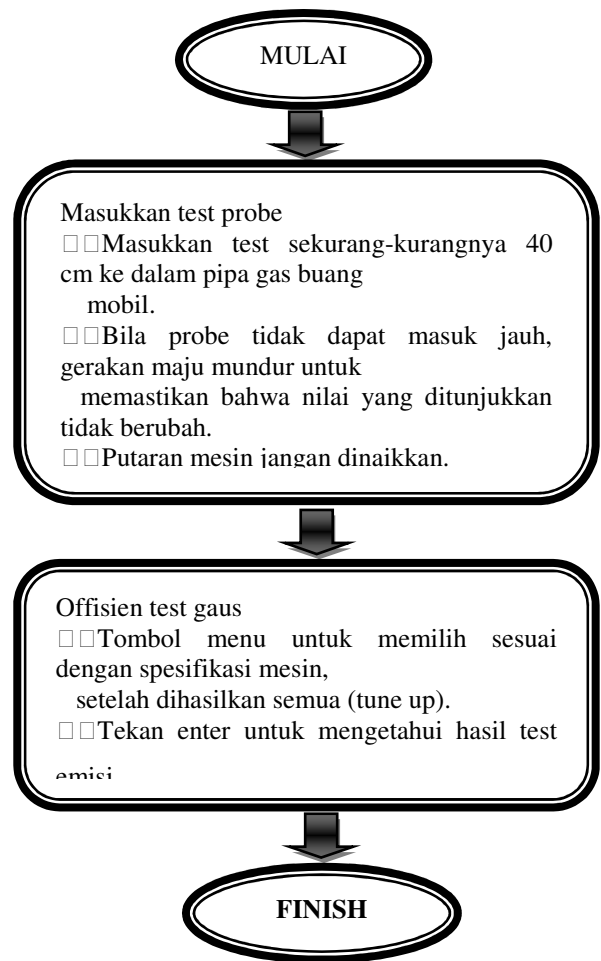 MULAI
Masukkan test probe
□□Masukkan test sekurang-kurangnya 40
cm ke dalam pipa gas buang
mobil.
□□Bila probe tidak dapat masuk jauh,
gerakan maju mundur untuk
memastikan bahwa nilai yang ditunjukkan
tidak berubah.
□□Putaran mesin jangan dinaikkan.
Offisien test gaus
□□Tombol menu untuk memilih sesuai
dengan spesifikasi mesin,
setelah dihasilkan semua (tune up).
□□Tekan enter untuk mengetahui hasil test
emisi
FINISH